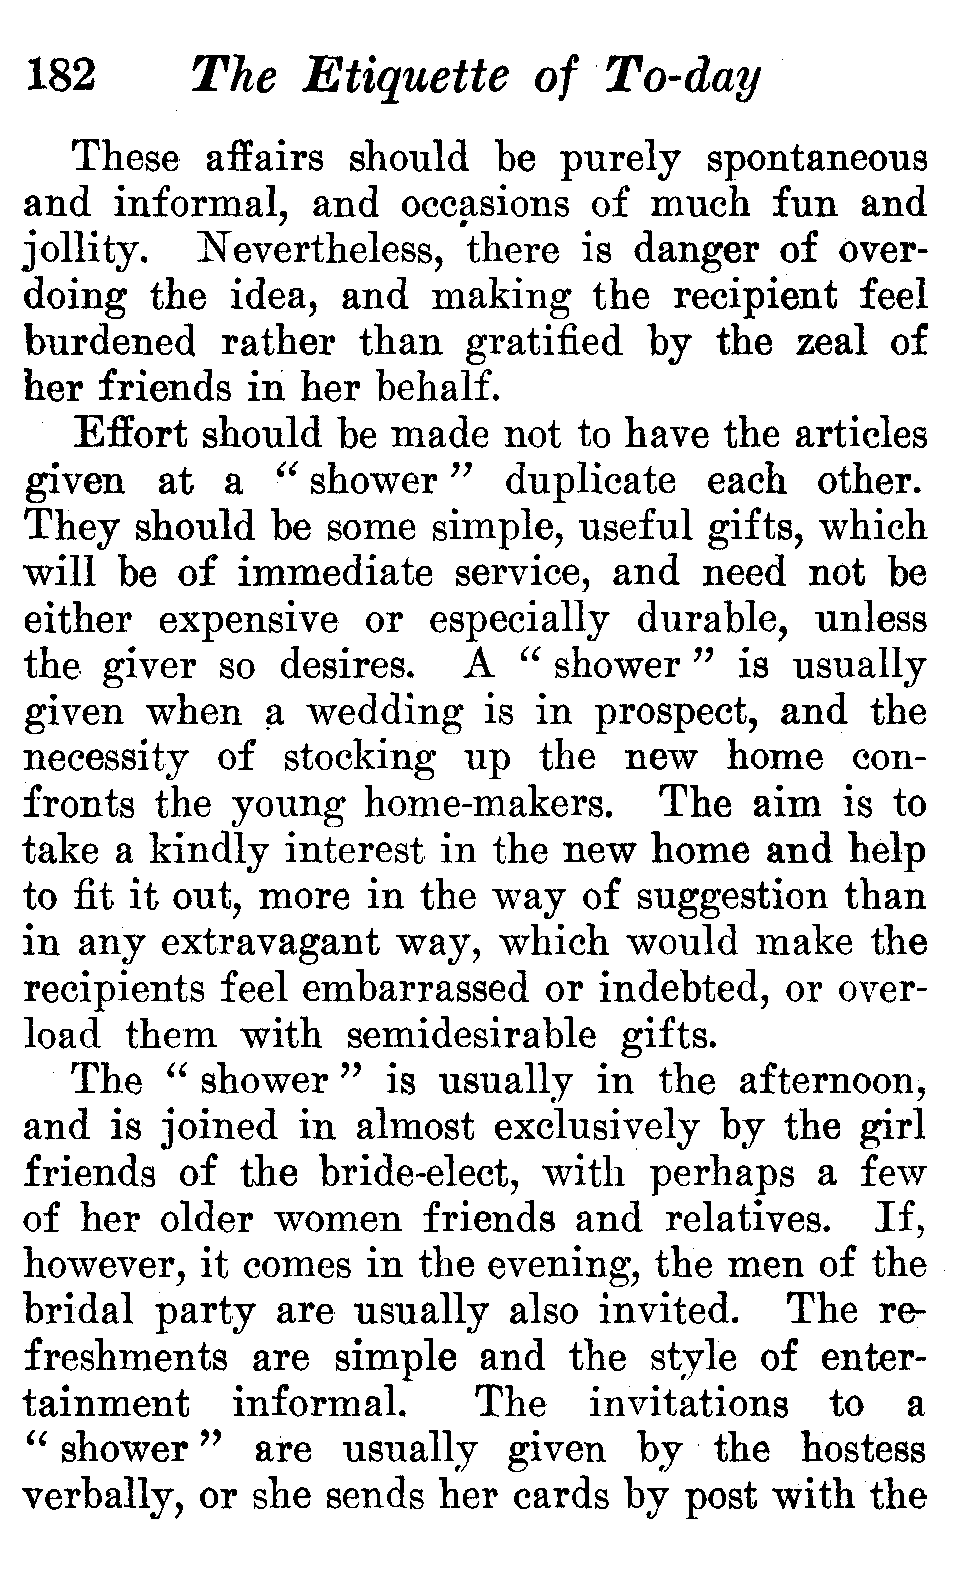 182 The Etiquette of To-day
These affairs should be purely spontaneous
and informal, and occasions of much fun and
jollity. Nevertheless, there is danger of over-
doing the idea, and making the recipient feel
burdened rather than gratified by the zeal of
her friends in her behalf.
Effort should be made not to have the articles
given at a “ shower ” duplicate each other.
They should be some simple, useful gifts, which
will be of immediate service, and need not be
either expensive or especially durable, unless
the giver so desires. A “ shower ” is usually
given when a wedding is in prospect, and the
necessity of stocking up the new home con-
fronts the young home-makers. The aim is to
take a kindly interest in the new home and help
to fit it out, more in the way of suggestion than
in any extravagant way, which would make the
recipients feel embarrassed or indebted, or over-
load them with semidesirable gifts.
The “ shower ” is usually in the afternoon,
and is joined in almost exclusively by the girl
friends of the bride-elect, with perhaps a few
of her older women friends and relatives. If,
however, it comes in the evening, the men of the
bridal party are usually also invited. The re-
freshments are simple and the style of enter-
tainment informal. The invitations to a
“ shower ” are usually given by the hostess
verbally, or she sends her cards by post with the